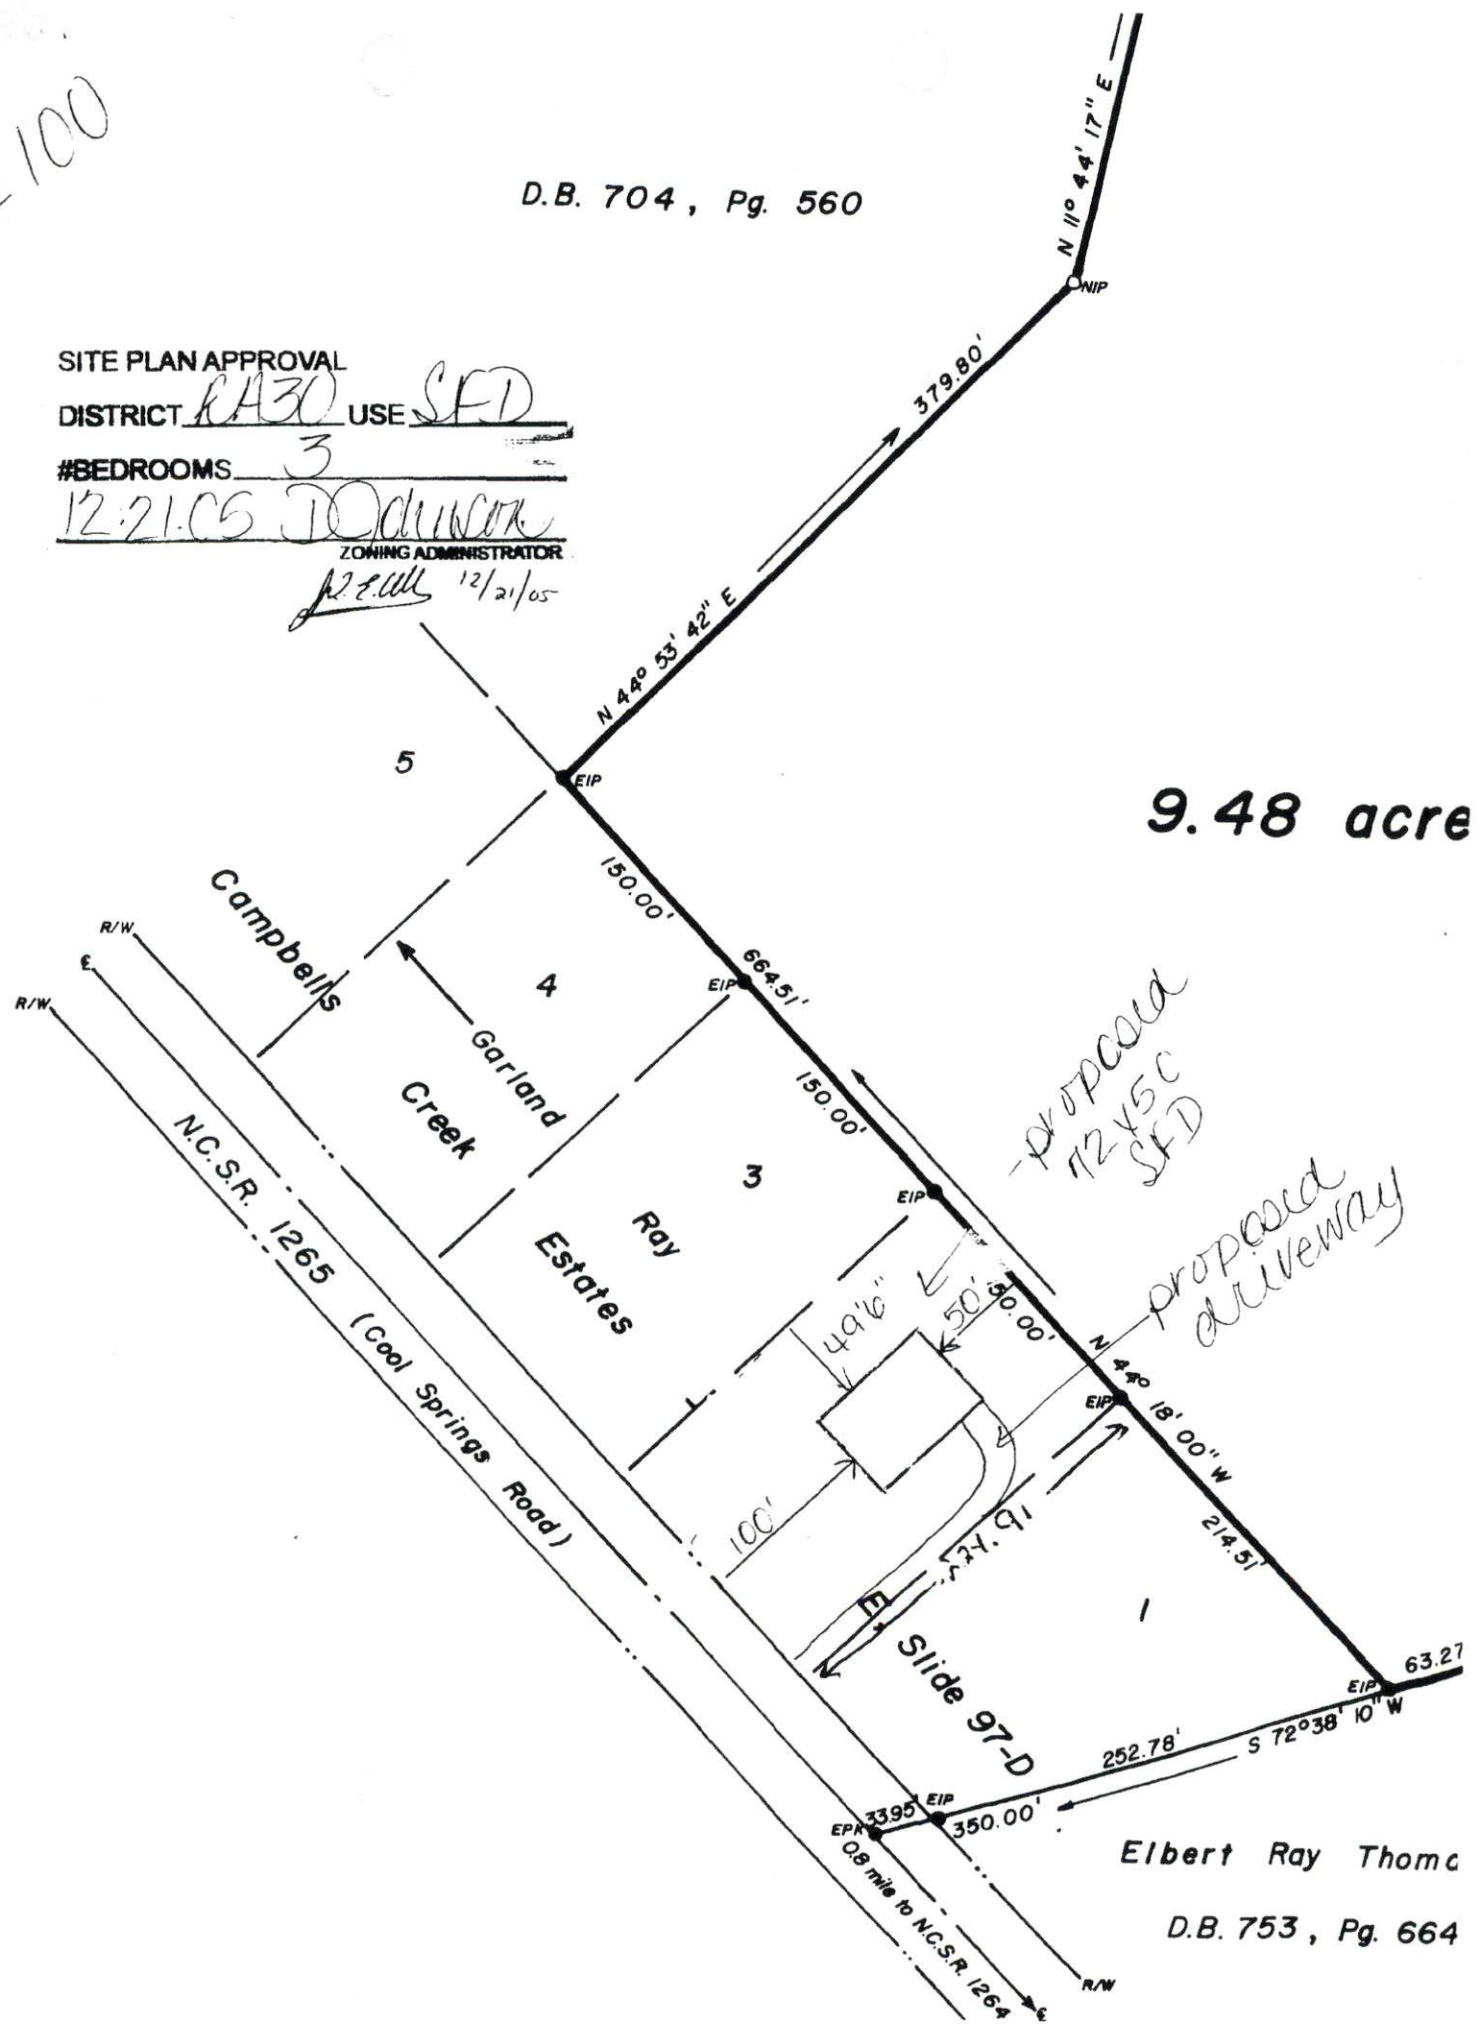 -100
D.B. 704, Pg. 560
N 11° 44' 17" E
NIP
379.80'
N 44° 53' 42" E
SITE PLAN APPROVAL
DISTRICT RA30 USE SFD
#BEDROOMS 3
12.21.05
ZONING ADMINISTRATOR
12/21/05
5
EIP
9.48 acre
150.00'
Campbells
R/W
℄
R/W
4
EIP
664.51'
Garland
Creek
150.00'
proposed
SFD
3
EIP
Ray
Estates
N.C.S.R. 1265 (Cool Springs Road)
proposed
driveway
49'6"
50'
150.00'
N 44° 18' 00" W
EIP
100'
214.51'
1
E.
Slide 97-D
63.27
EIP
S 72° 38' 10" W
252.78'
33.95'
EIP
EPK
350.00'
0.8 mile to N.C.S.R. 1264
Elbert Ray Thoma
D.B. 753, Pg. 664
R/W
℄